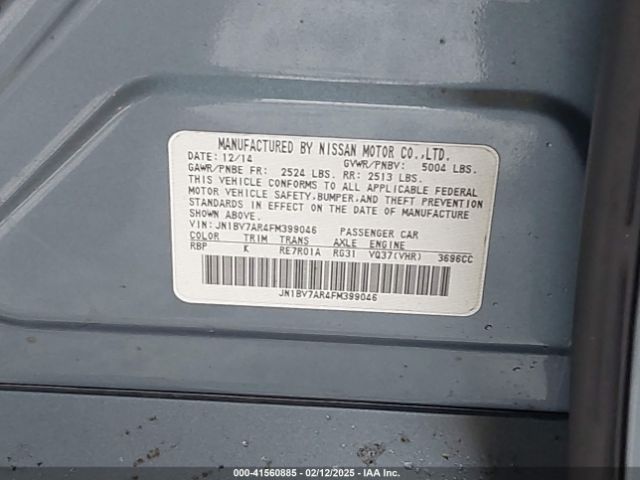 MANUFACTURED BY NISSAN MOTOR CO.,LTD.
DATE: 12/14 GVWR/PNBV: 5004 LBS.
GAWR/PNBE FR: 2524 LBS. RR: 2513 LBS.
THIS VEHICLE CONFORMS TO ALL APPLICABLE FEDERAL
MOTOR VEHICLE SAFETY,BUMPER,AND THEFT PREVENTION
STANDARDS IN EFFECT ON THE DATE OF MANUFACTURE
SHOWN ABOVE.
VIN: JN1BV7AR4FM399046 PASSENGER CAR
COLOR TRIM TRANS AXLE ENGINE
RBP K RE7R01A RG31 VQ37(VHR) 3696CC
JN1BV7AR4FM399046
000-41560885 - 02/12/2025 - © IAA Inc.